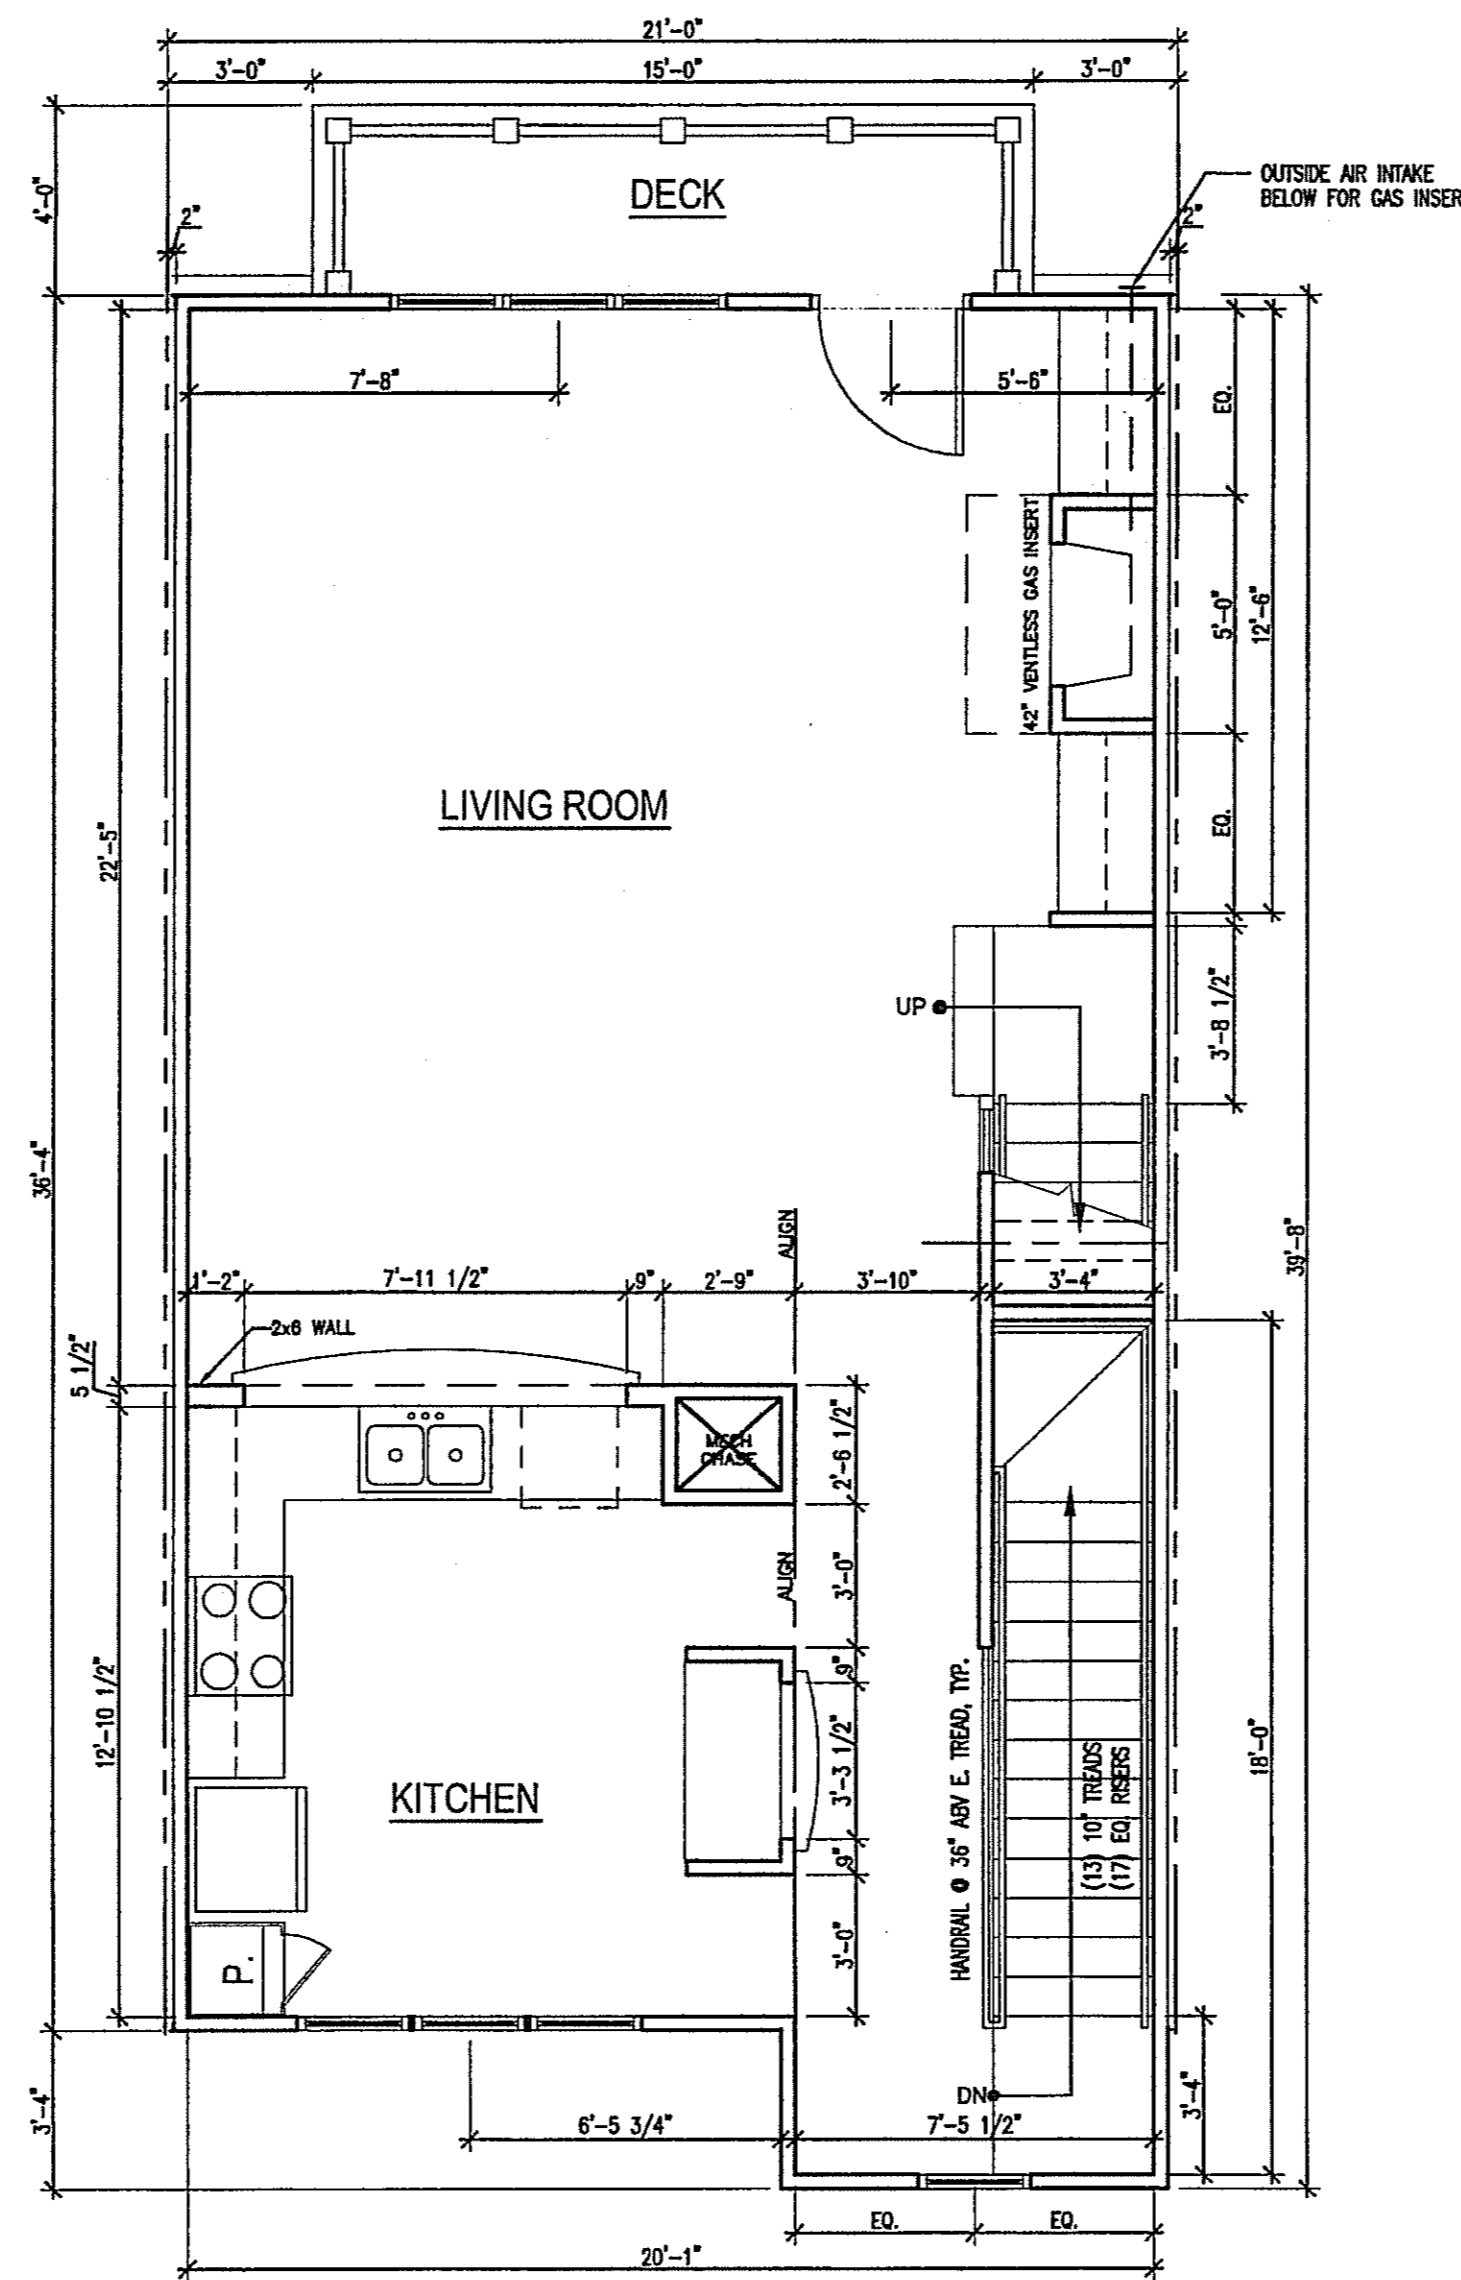 21'-0"
3'-0"
15'-0"
3'-0"
4'-0"
DECK
OUTSIDE AIR INTAKE
BELOW FOR GAS INSER
2"
2"
7'-8"
5'-6"
EQ.
42" VENTLESS GAS INSERT
5'-0"
12'-6"
LIVING ROOM
EQ.
22'-5"
UP
3'-8 1/2"
36'-4"
ALIGN
39'-8"
1'-2"
7'-11 1/2"
9"
2'-9"
3'-10"
3'-4"
2x6 WALL
5 1/2"
MECH
CHASE
2'-6 1/2"
ALIGN
3'-0"
9"
12'-10 1/2"
3'-3 1/2"
HANDRAIL @ 36" ABV E. TREAD, TYP.
(13) 10" TREADS
(17) EQ. RISERS
18'-0"
KITCHEN
9"
3'-0"
P.
DN
3'-4"
3'-4"
6'-5 3/4"
7'-5 1/2"
EQ.
EQ.
20'-1"